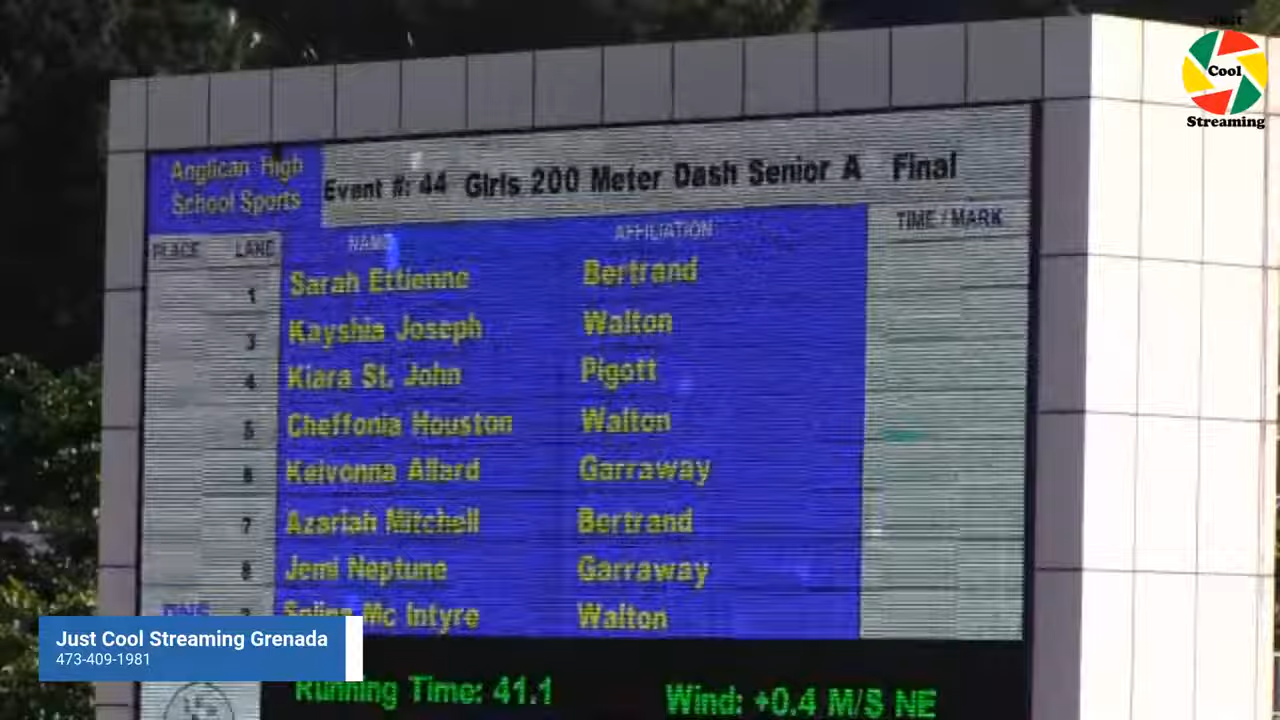 Just
Cool
Streaming
Anglican High
School Sports
Event #: 44 Girls 200 Meter Dash Senior A Final
PLACE LANE NAME AFFILIATION TIME / MARK
1 Sarah Ettienne Bertrand
3 Kayshia Joseph Walton
4 Kiara St. John Pigott
5 Cheffonia Houston Walton
6 Keivonna Allard Garraway
7 Azariah Mitchell Bertrand
8 Jemi Neptune Garraway
DNS 2 Mc Intyre Walton
Just Cool Streaming Grenada
473-409-1981
Running Time: 41.1 Wind: +0.4 M/S NE